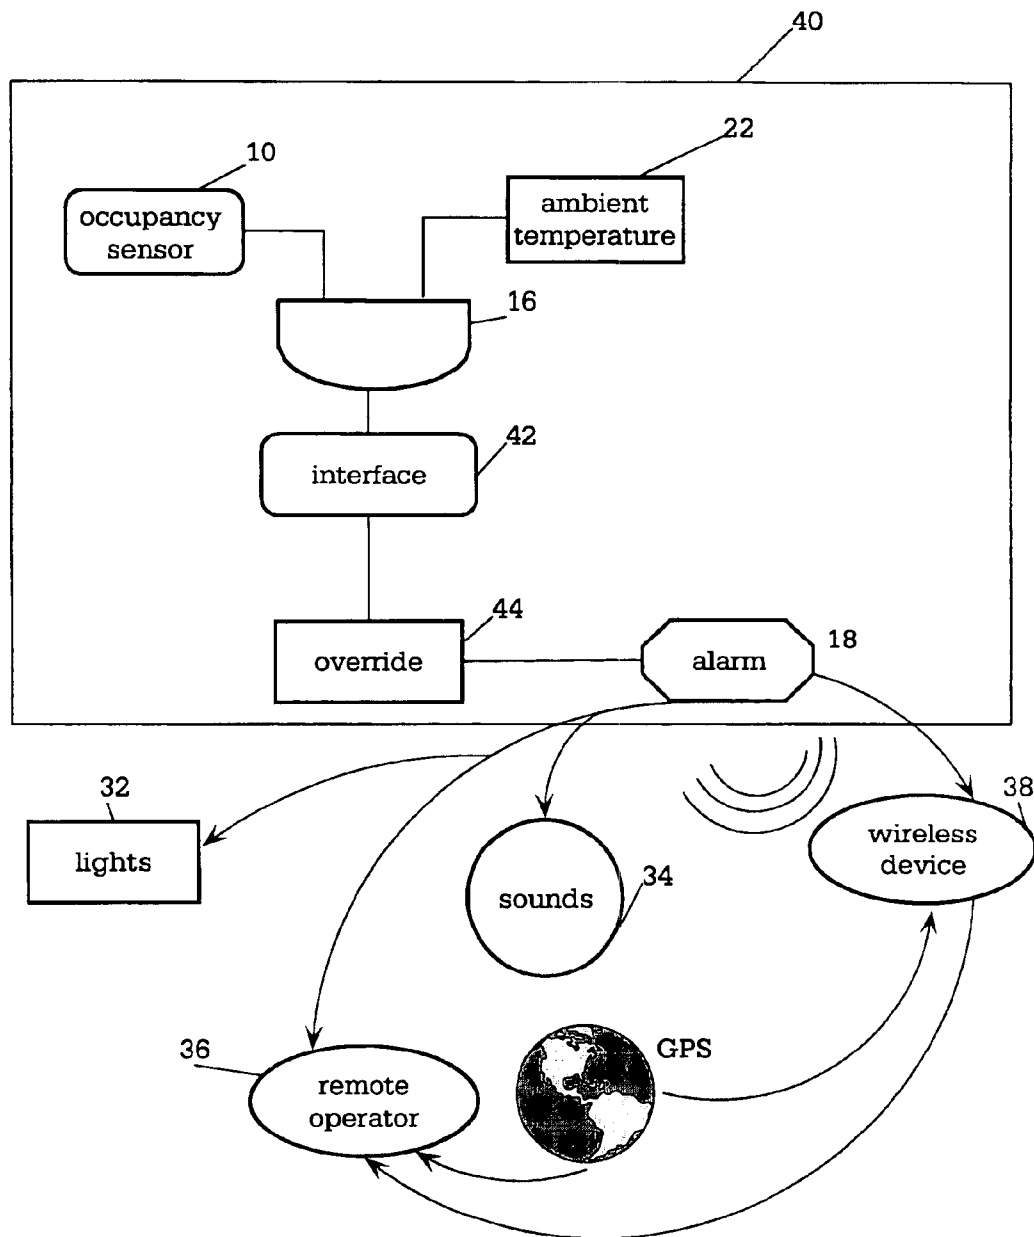 40
22
10
ambient
temperature
occupancy
sensor
16
42
interface
44
override
alarm
18
32
lights
38
wireless
device
sounds
34
36
GPS
remote
operator